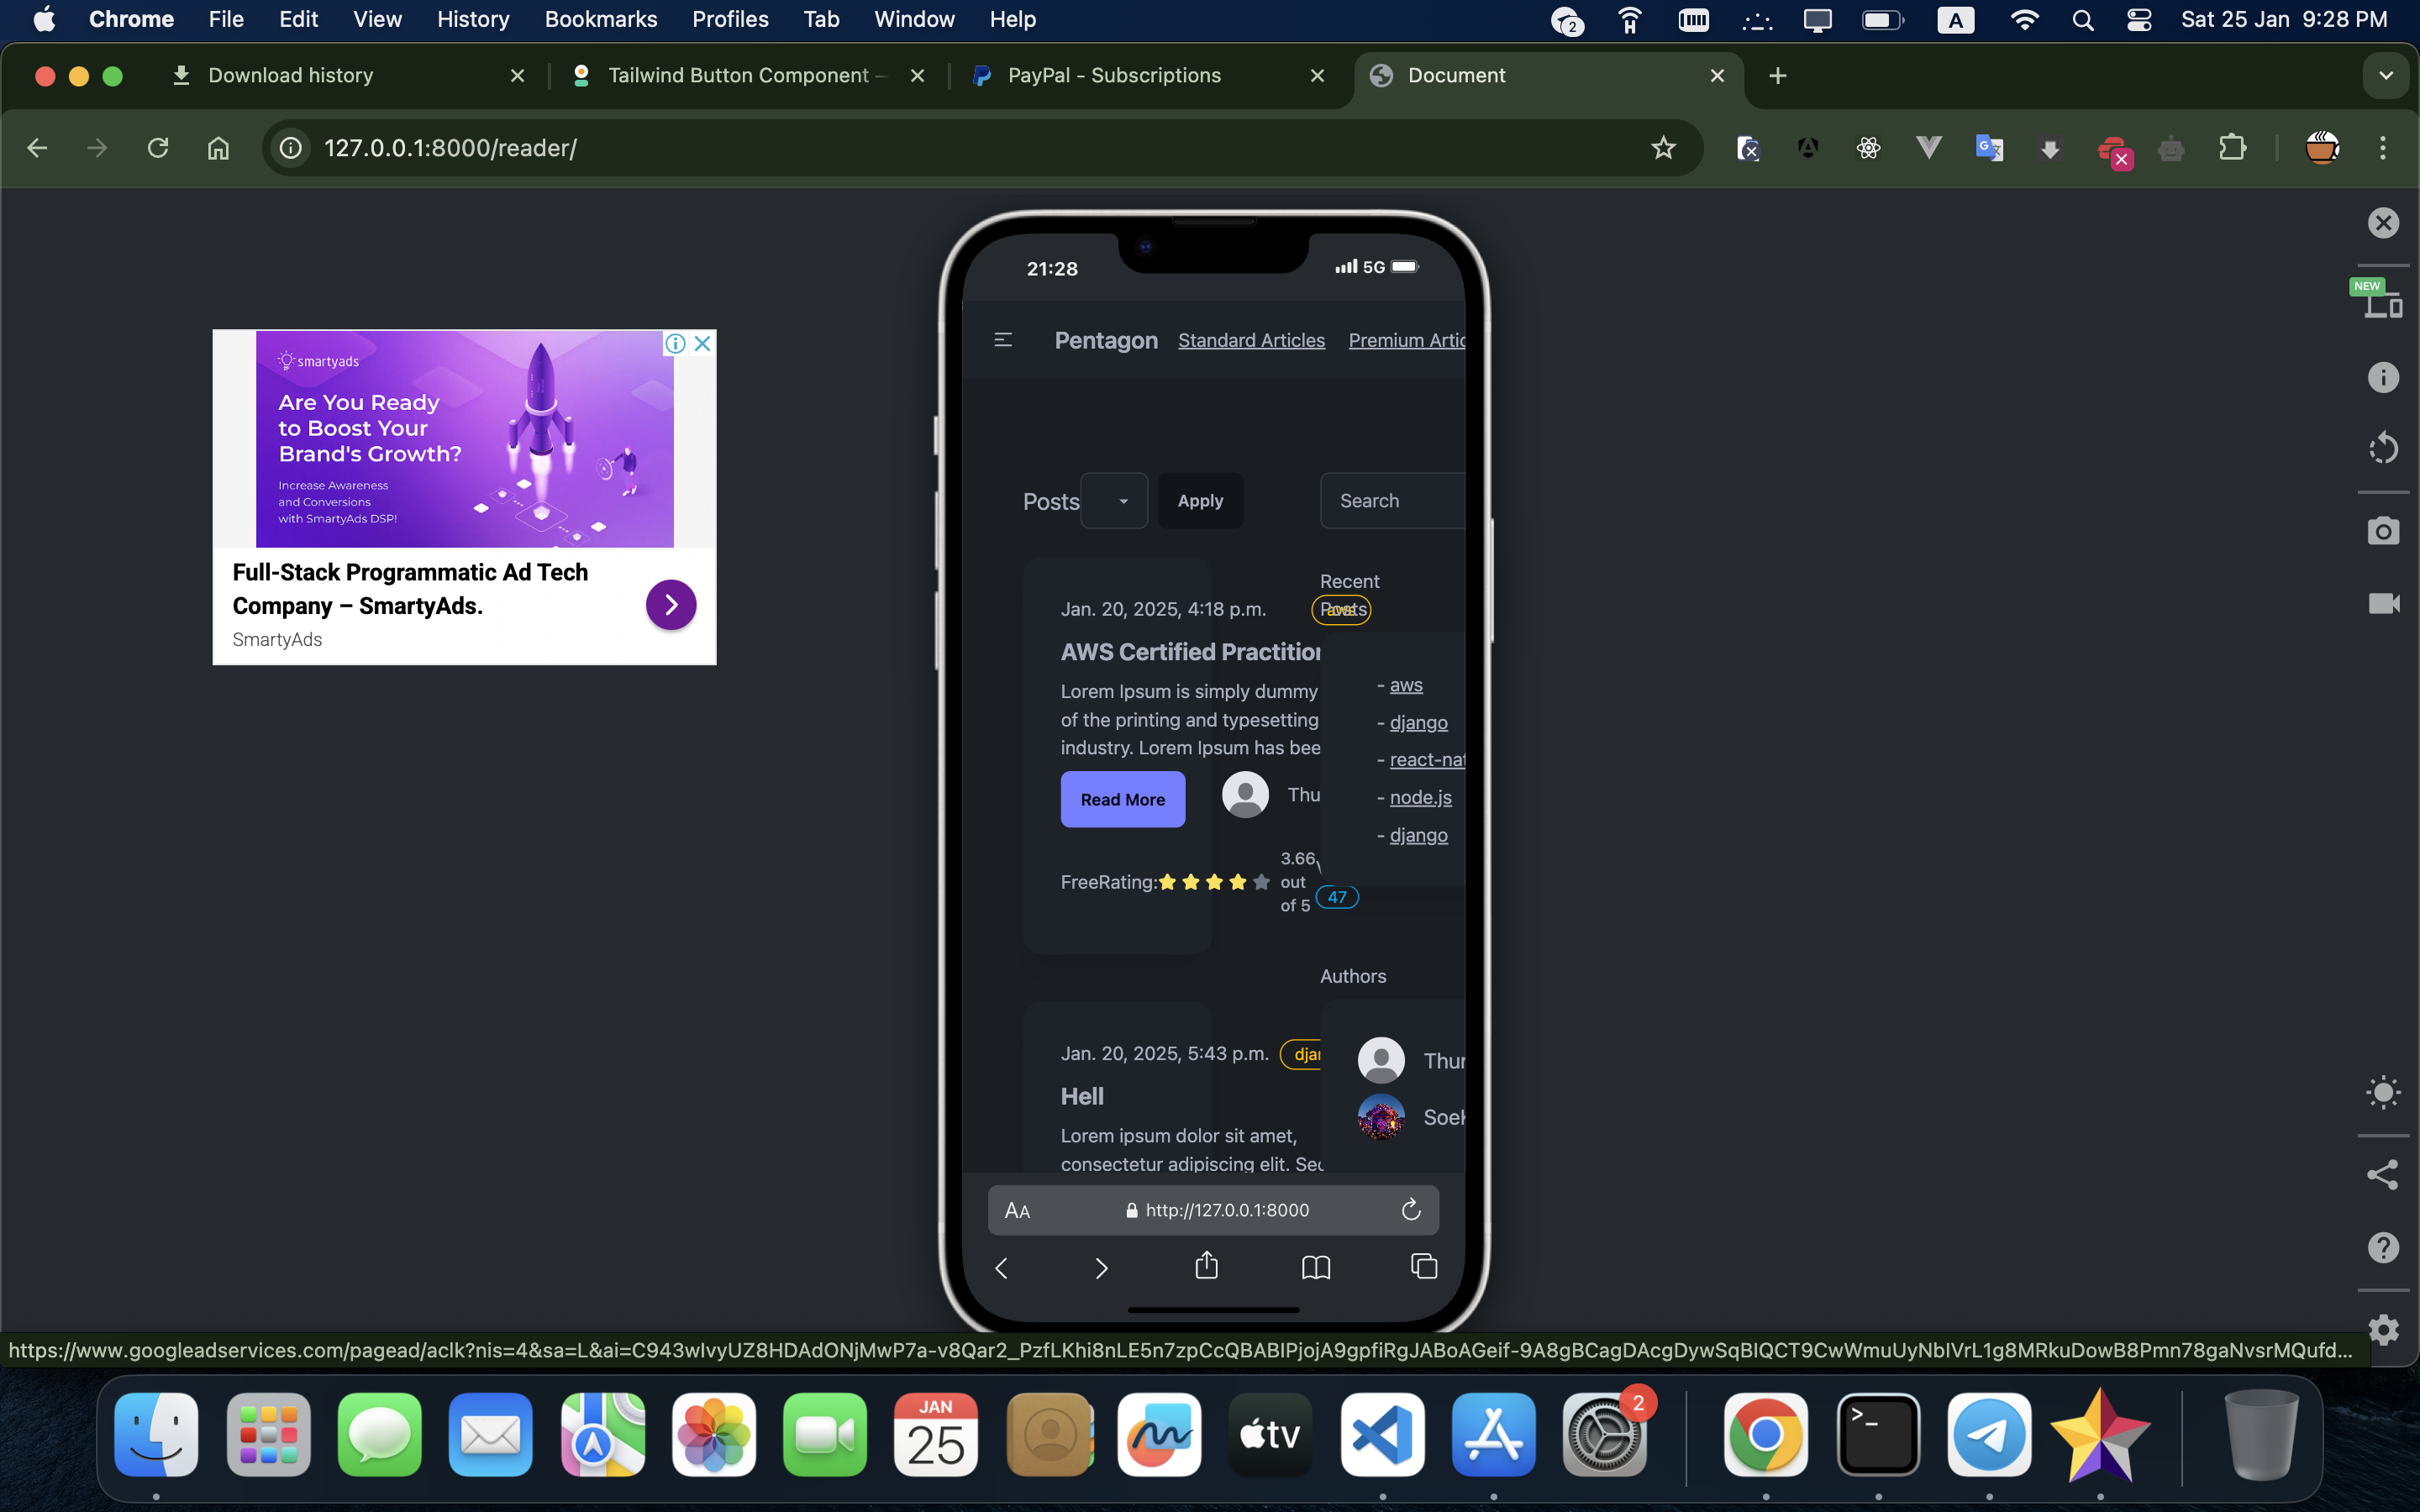 Chrome File Edit View History Bookmarks Profiles Tab Window Help
2
A
Sat 25 Jan 9:28 PM
Download history
Tailwind Button Component –
PayPal - Subscriptions
Document
127.0.0.1:8000/reader/
NEW
smartyads
Are You Ready
to Boost Your
Brand's Growth?
Increase Awareness
and Conversions
with SmartyAds DSP!
Full-Stack Programmatic Ad Tech
Company – SmartyAds.
SmartyAds
21:28
5G
Pentagon Standard Articles Premium Artic
Posts
Apply
Search
Recent
Posts
Jan. 20, 2025, 4:18 p.m.
aws
AWS Certified Practition
Lorem Ipsum is simply dummy
of the printing and typesetting
industry. Lorem Ipsum has bee
Read More
Thu
FreeRating:
3.66
out
of 5
47
- aws
- django
- react-nat
- node.js
- django
Authors
Thur
SoeH
Jan. 20, 2025, 5:43 p.m.
djan
Hell
Lorem ipsum dolor sit amet,
consectetur adipiscing elit. Sed
AA
http://127.0.0.1:8000
https://www.googleadservices.com/pagead/aclk?nis=4&sa=L&ai=C943wIvyUZ8HDAdONjMwP7a-v8Qar2_PzfLKhi8nLE5n7zpCcQBABIPjojA9gpfiRgJABoAGeif-9A8gBCagDAcgDywSqBIQCT9CwWmuUyNbIVrL1g8MRkuDowB8Pmn78gaNvsrMQufd...
JAN
25
tv
2
>_